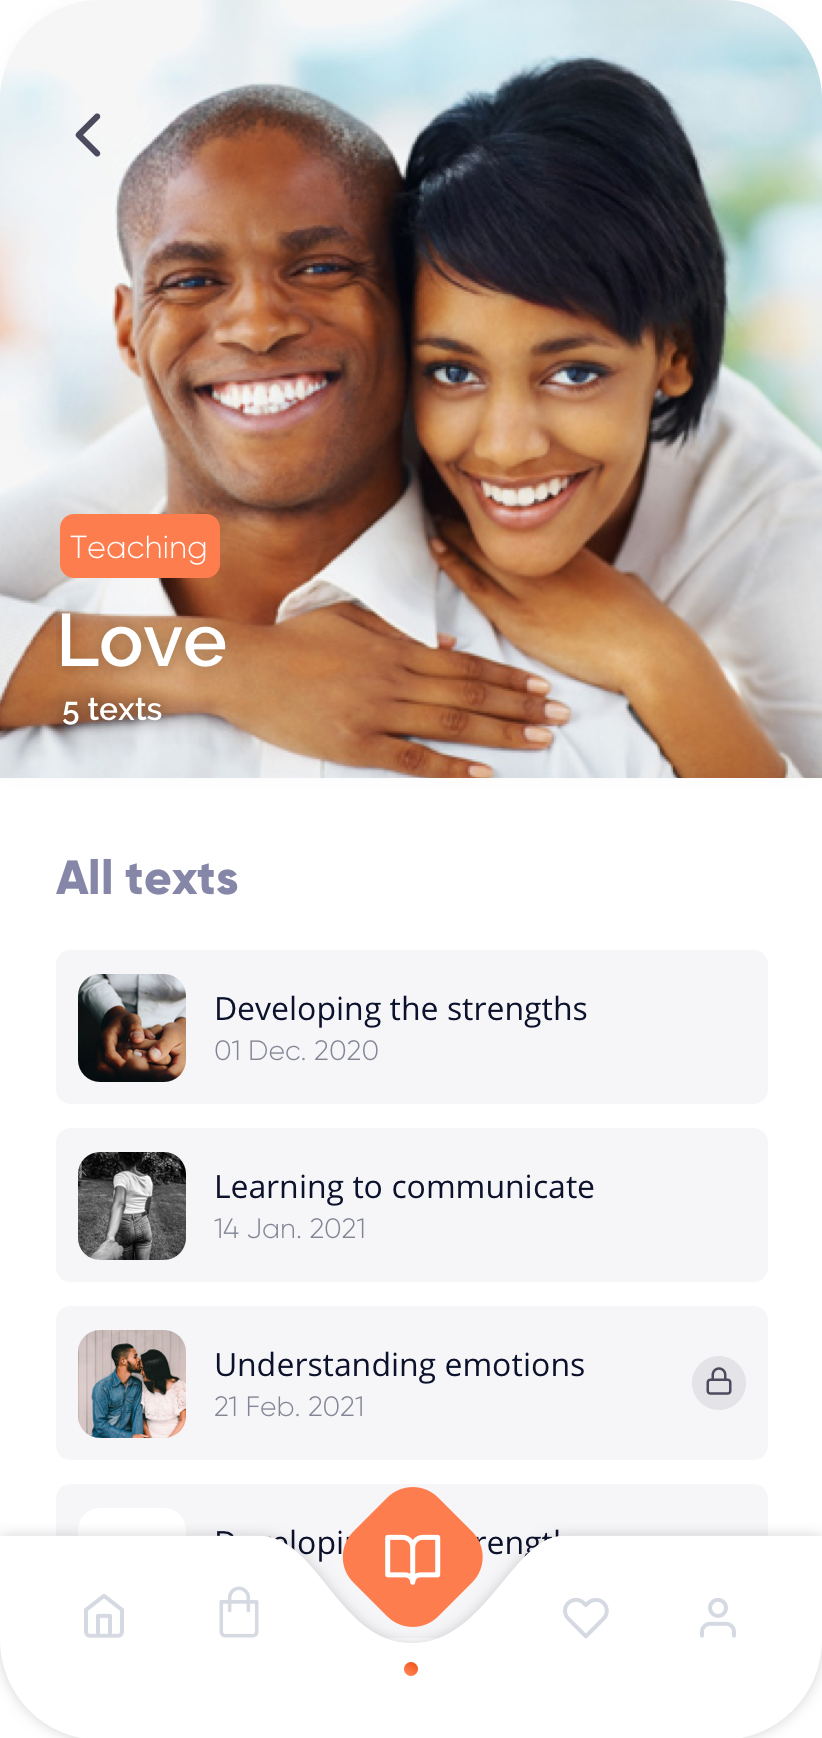 Teaching
Love
5 texts
All texts
Developing the strengths
01 Dec. 2020
Learning to communicate
14 Jan. 2021
Understanding emotions
21 Feb. 2021